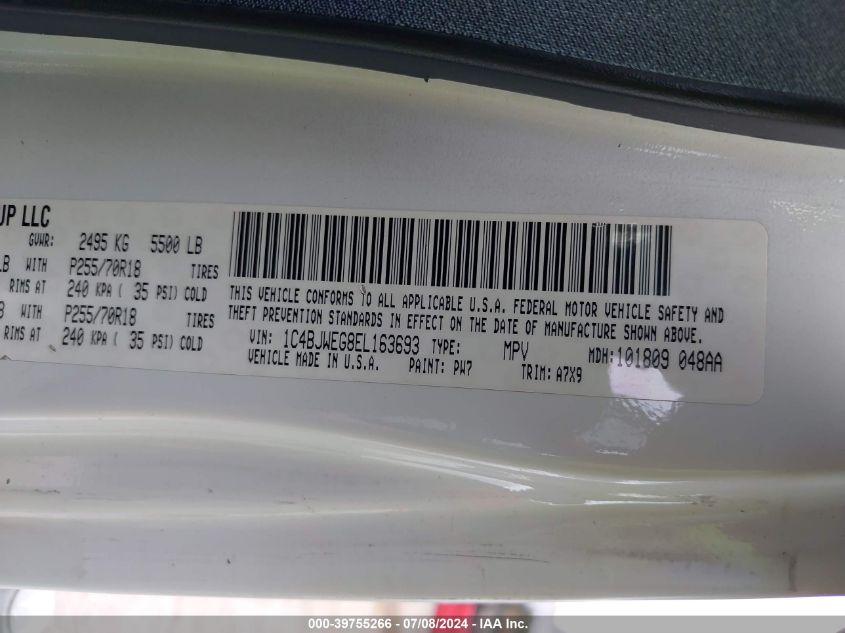 UP LLC
GVWR: 2495 KG 5500 LB
LB WITH P255/70R18 TIRES
RIMS AT 240 KPA ( 35 PSI) COLD
B WITH P255/70R18 TIRES
RIMS AT 240 KPA ( 35 PSI) COLD
THIS VEHICLE CONFORMS TO ALL APPLICABLE U.S.A. FEDERAL MOTOR VEHICLE SAFETY AND
THEFT PREVENTION STANDARDS IN EFFECT ON THE DATE OF MANUFACTURE SHOWN ABOVE.
VIN: 1C4BJWEG8EL163693 TYPE: MPV MDH:101809 048AA
VEHICLE MADE IN U.S.A. PAINT: PW7 TRIM: A7X9
000-39755266 - 07/08/2024 - IAA Inc.